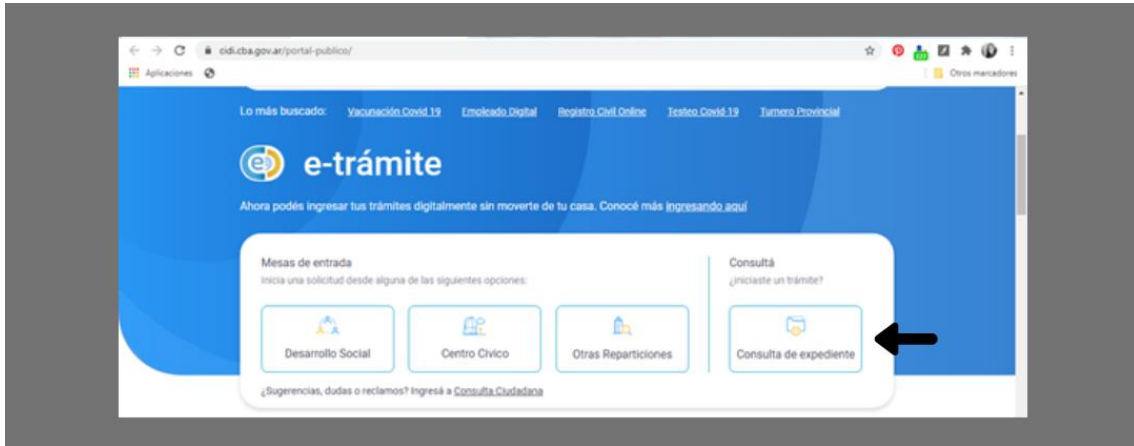 cidi.cba.gov.ar/portal-publico/
Aplicaciones
Otros marcadores
Lo más buscado: Vacunación Covid 19 Empleado Digital Registro Civil Online Testeo Covid-19 Turnero Provincial
e-trámite
Ahora podés ingresar tus trámites digitalmente sin moverte de tu casa. Conocé más ingresando aquí
Mesas de entrada
Inicia una solicitud desde alguna de las siguientes opciones:
Consultá
¿Iniciaste un trámite?
Desarrollo Social
Centro Cívico
Otras Reparticiones
Consulta de expediente
¿Sugerencias, dudas o reclamos? Ingresá a Consulta Ciudadana